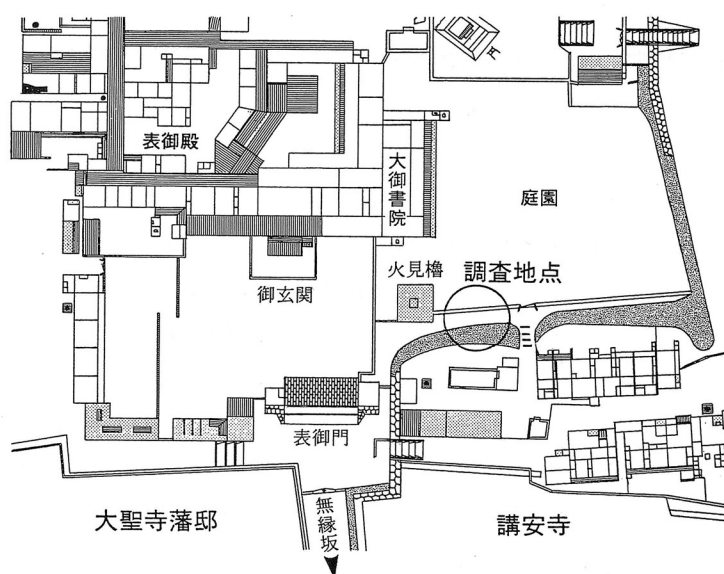 表御殿
大御書院
庭園
火見櫓
調査地点
御玄関
表御門
大聖寺藩邸
無縁坂
講安寺